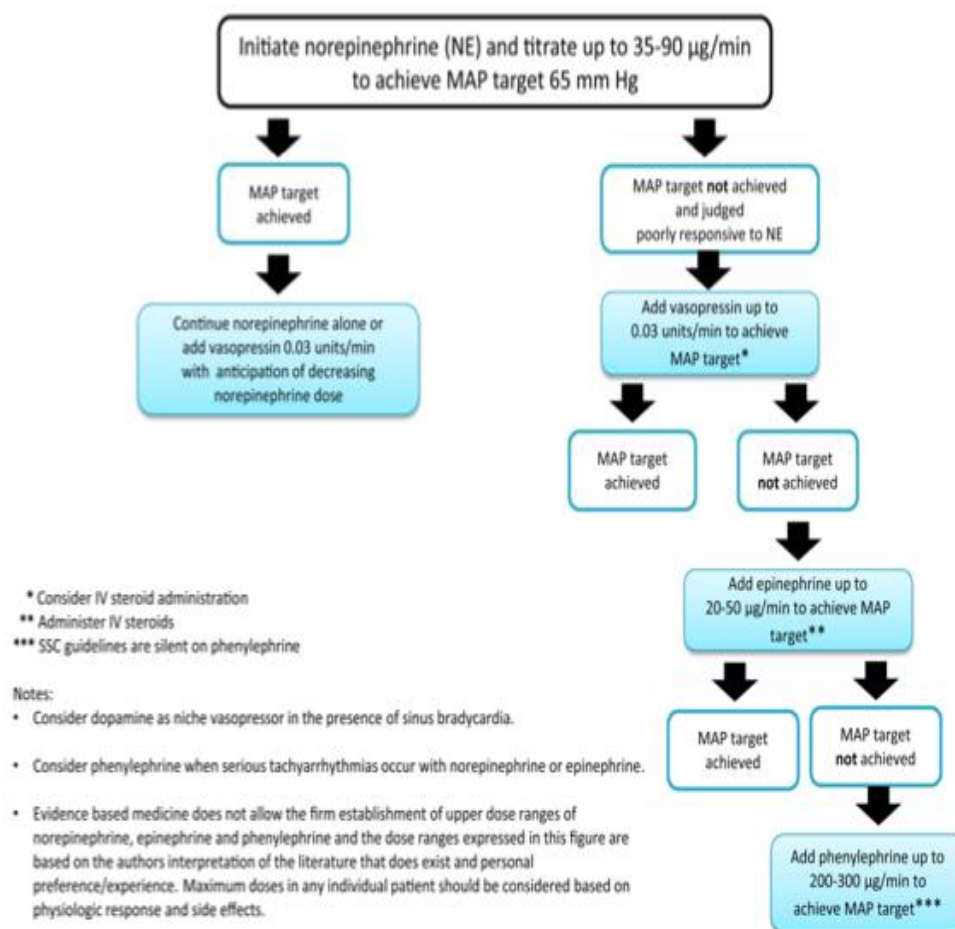 Initiate norepinephrine (NE) and titrate up to 35-90 µg/min
to achieve MAP target 65 mm Hg
MAP target
achieved
MAP target not achieved
and judged
poorly responsive to NE
Continue norepinephrine alone or
add vasopressin 0.03 units/min
with anticipation of decreasing
norepinephrine dose
Add vasopressin up to
0.03 units/min to achieve
MAP target*
MAP target
achieved
MAP target
not achieved
Add epinephrine up to
20-50 µg/min to achieve MAP
target**
MAP target
achieved
MAP target
not achieved
Add phenylephrine up to
200-300 µg/min to
achieve MAP target***
* Consider IV steroid administration
** Administer IV steroids
*** SSC guidelines are silent on phenylephrine
Notes:
• Consider dopamine as niche vasopressor in the presence of sinus bradycardia.
• Consider phenylephrine when serious tachyarrhythmias occur with norepinephrine or epinephrine.
• Evidence based medicine does not allow the firm establishment of upper dose ranges of
norepinephrine, epinephrine and phenylephrine and the dose ranges expressed in this figure are
based on the authors interpretation of the literature that does exist and personal
preference/experience. Maximum doses in any individual patient should be considered based on
physiologic response and side effects.